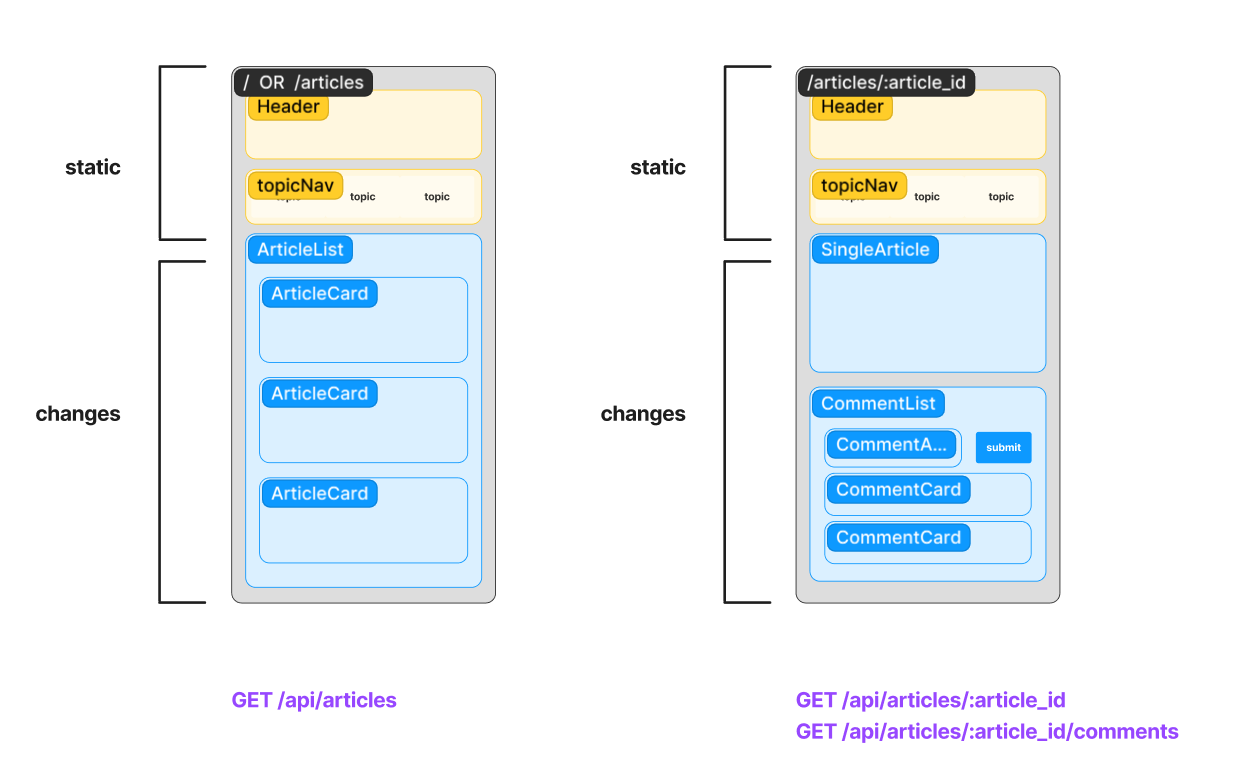 / OR /articles
Header
static
topicNav
topic topic
ArticleList
ArticleCard
changes
ArticleCard
ArticleCard
GET /api/articles
/articles/:article_id
Header
static
topicNav
topic topic
SingleArticle
changes
CommentList
CommentA... submit
CommentCard
CommentCard
GET /api/articles/:article_id
GET /api/articles/:article_id/comments